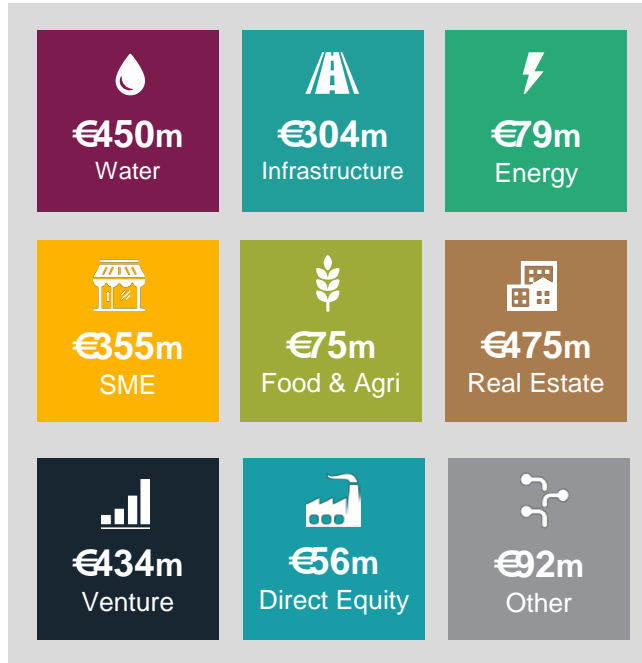 €450m
Water
€304m
Infrastructure
€79m
Energy
€355m
SME
€75m
Food & Agri
€475m
Real Estate
€434m
Venture
€56m
Direct Equity
€92m
Other